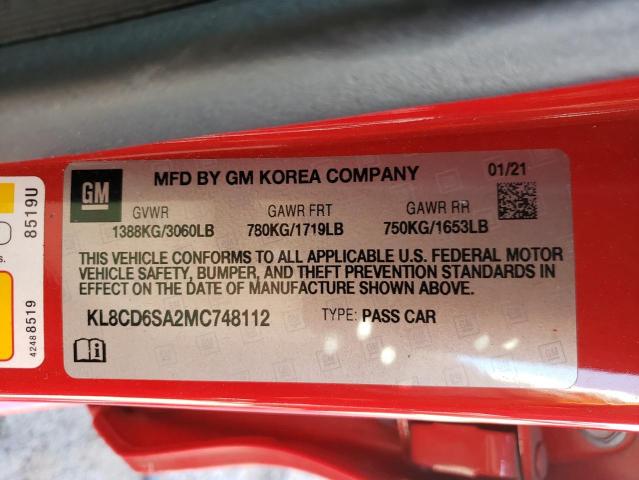 GM
MFD BY GM KOREA COMPANY
01/21
GVWR
GAWR FRT
GAWR RR
1388KG/3060LB
780KG/1719LB
750KG/1653LB
THIS VEHICLE CONFORMS TO ALL APPLICABLE U.S. FEDERAL MOTOR
VEHICLE SAFETY, BUMPER, AND THEFT PREVENTION STANDARDS IN
EFFECT ON THE DATE OF MANUFACTURE SHOWN ABOVE.
KL8CD6SA2MC748112
TYPE: PASS CAR
8519U
42488519
s.